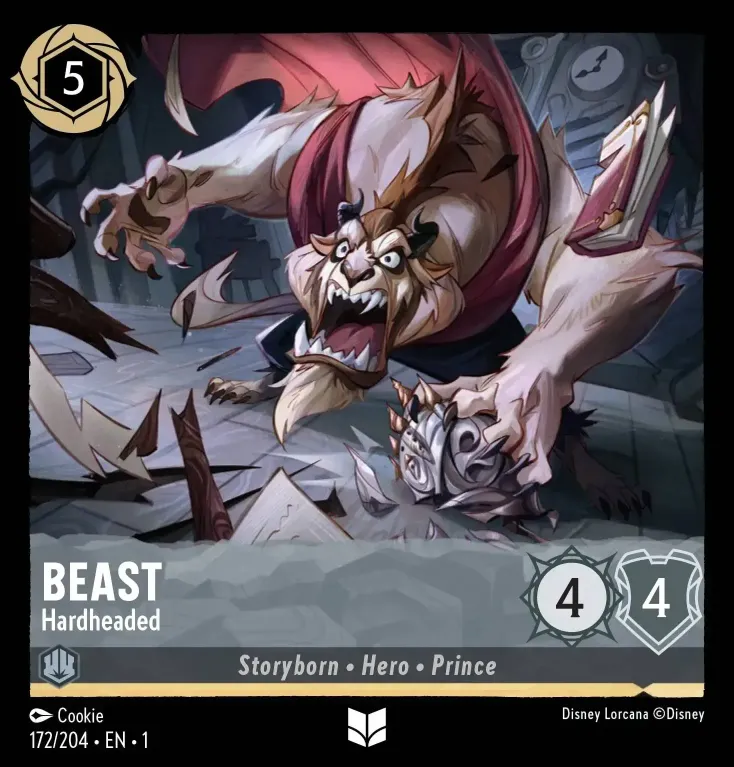 5
BEAST
Hardheaded
4 4
Storyborn • Hero • Prince
Cookie
Disney Lorcana ©Disney
172/204 • EN • 1